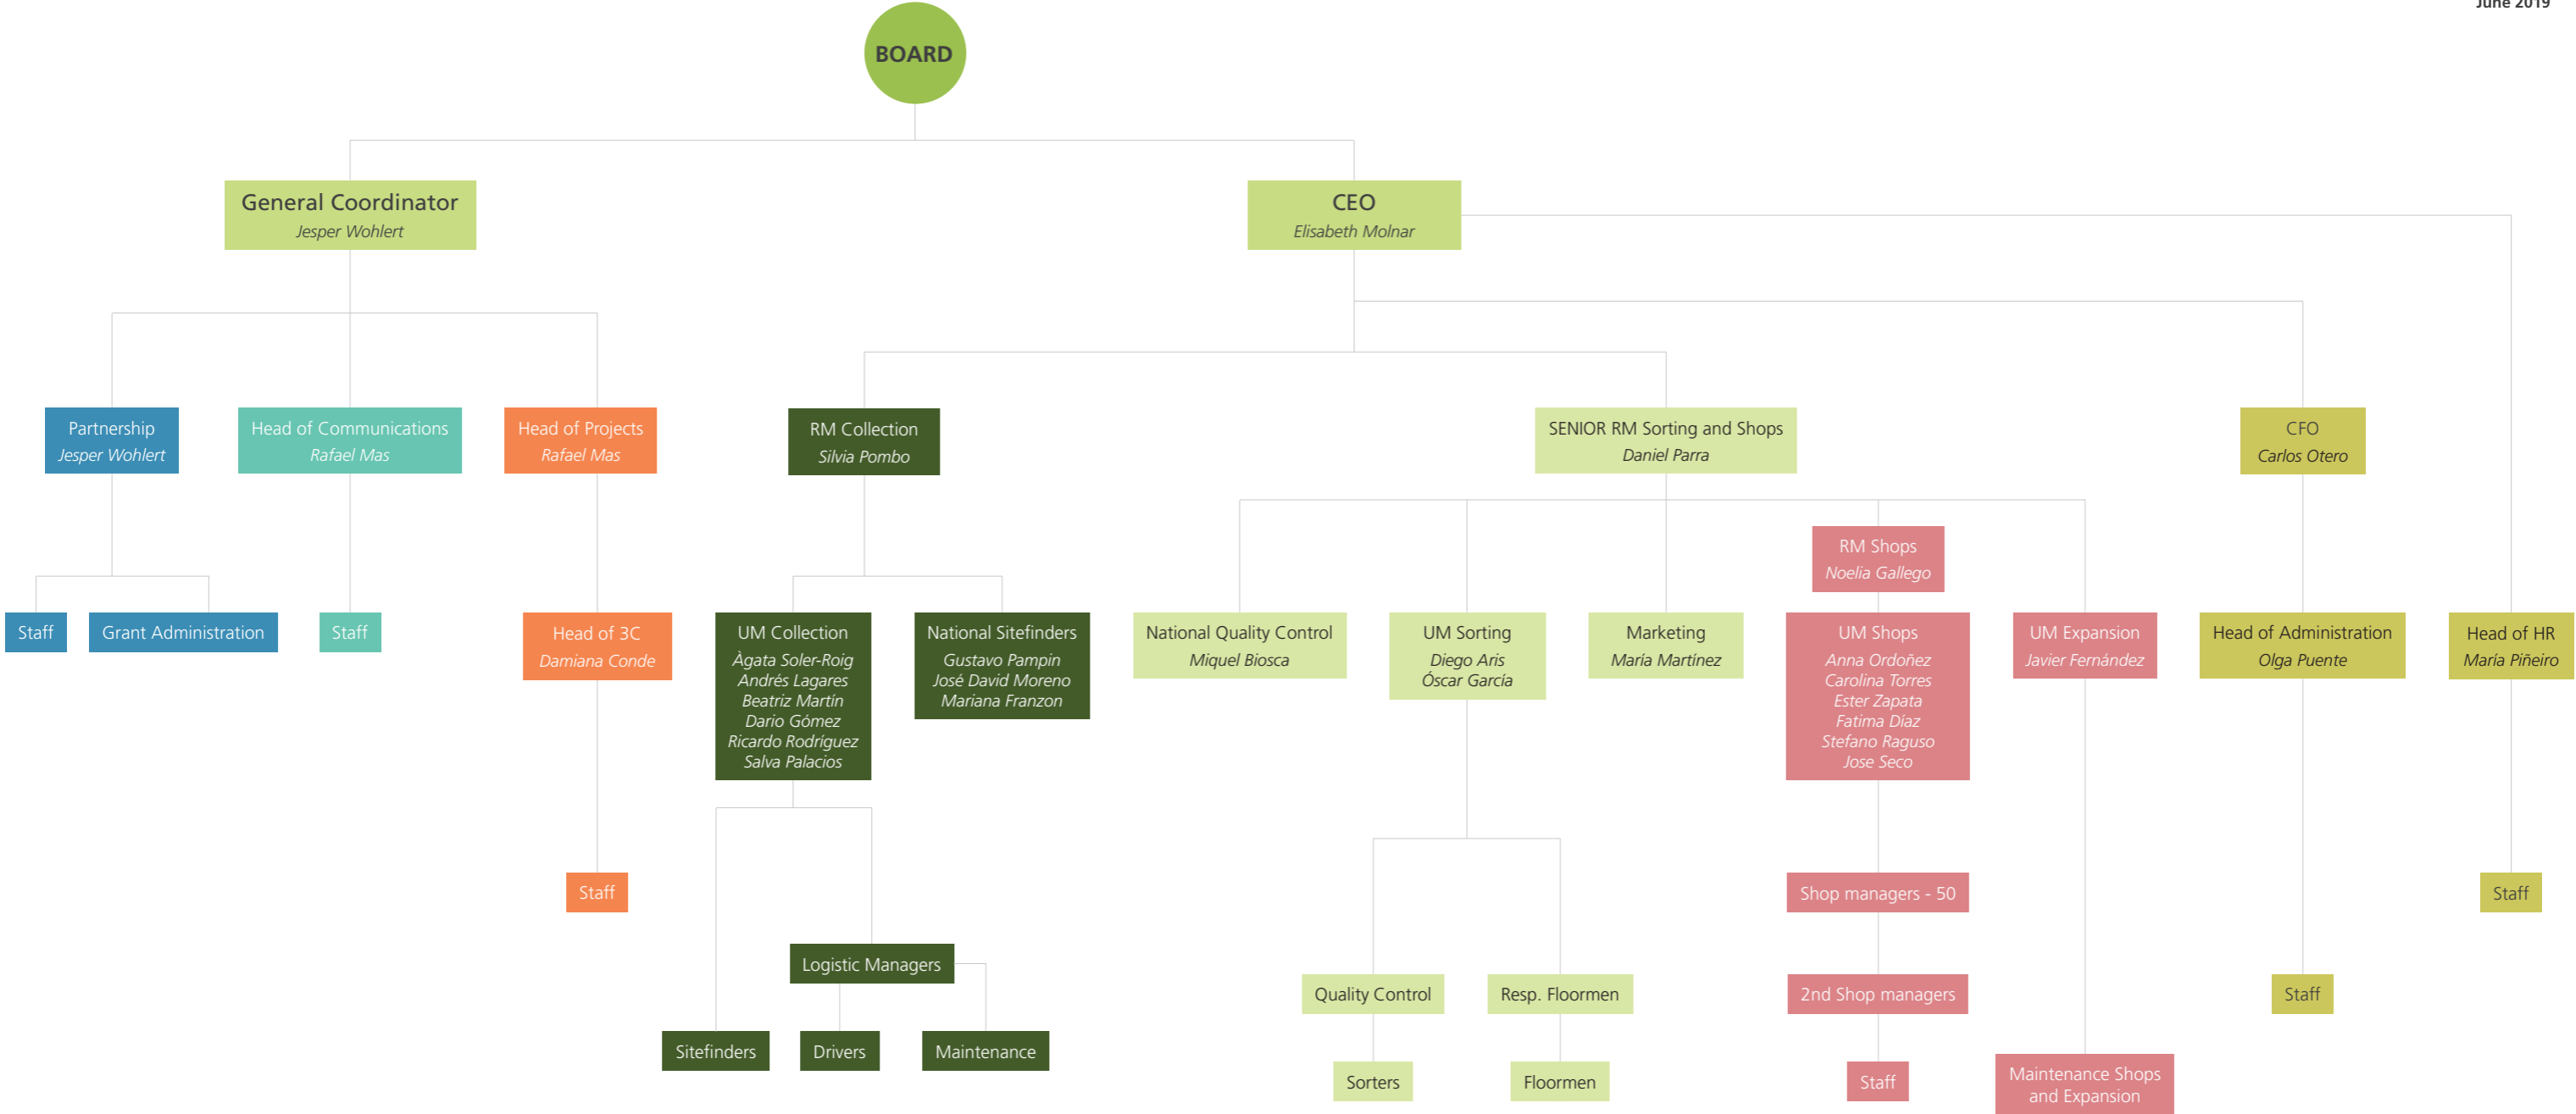 June 2019
BOARD
General Coordinator
Jesper Wohlert
CEO
Elisabeth Molnar
Partnership
Jesper Wohlert
Head of Communications
Rafael Mas
Head of Projects
Rafael Mas
RM Collection
Silvia Pombo
SENIOR RM Sorting and Shops
Daniel Parra
CFO
Carlos Otero
RM Shops
Noelia Gallego
Staff
Grant Administration
Staff
Head of 3C
Damiana Conde
UM Collection
Àgata Soler-Roig
Andrés Lagares
Beatriz Martín
Dario Gómez
Ricardo Rodríguez
Salva Palacios
National Sitefinders
Gustavo Pampin
José David Moreno
Mariana Franzon
National Quality Control
Miquel Biosca
UM Sorting
Diego Aris
Óscar García
Marketing
María Martínez
UM Shops
Anna Ordoñez
Carolina Torres
Ester Zapata
Fatima Díaz
Stefano Raguso
Jose Seco
UM Expansion
Javier Fernández
Head of Administration
Olga Puente
Head of HR
María Piñeiro
Staff
Shop managers - 50
Staff
Logistic Managers
Quality Control
Resp. Floormen
2nd Shop managers
Staff
Sitefinders
Drivers
Maintenance
Sorters
Floormen
Staff
Maintenance Shops
and Expansion